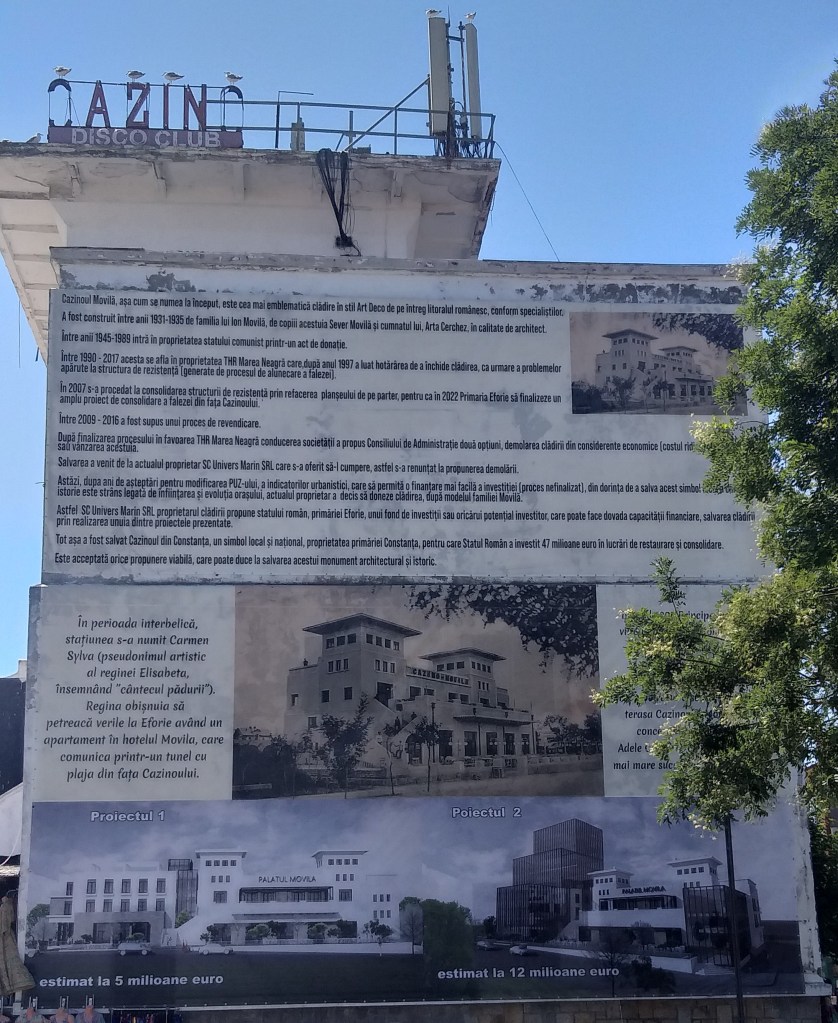 CAZINO
DISCO CLUB
Cazinoul Movilă, așa cum se numea la început, este cea mai emblematică clădire în stil Art Deco de pe întreg litoralul românesc, conform specialiștilor.
A fost construit între anii 1931-1935 de familia lui Ion Movilă, de copiii acestuia Sever Movilă și cumnatul lui, Arta Cerchez, în calitate de arhitect.
Între anii 1945-1989 intră în proprietatea statului comunist printr-un act de donație.
Între 1990 - 2017 acesta se afla în proprietatea THR Marea Neagră care,după anul 1997 a luat hotărârea de a închide clădirea, ca urmare a problemelor
apărute la structura de rezistență (generate de procesul de alunecare a falezei).
În 2007 s-a procedat la consolidarea structurii de rezistență prin refacerea planșeului de pe parter, pentru ca în 2022 Primaria Eforie să finalizeze un
amplu proiect de consolidare a falezei din fața Cazinoului.
Între 2009 - 2016 a fost supus unui proces de revendicare.
După finalizarea procesului în favoarea THR Marea Neagră conducerea societății a propus Consiliului de Administrație două opțiuni, demolarea clădirii din considerente economice (costul
sau vânzarea acestuia.
Salvarea a venit de la actualul proprietar SC Univers Marin SRL care s-a oferit să-l cumpere, astfel s-a renunțat la propunerea demolării.
Astăzi, dupa ani de așteptări pentru modificarea PUZ-ului, a indicatorilor urbanistici, care să permită o finanțare mai facilă a investiției (proces nefinalizat), din dorința de a salva acest simbol
istorie este strâns legată de înființarea și evoluția orașului, actualul proprietar a decis să doneze clădirea, după modelul familiei Movilă.
Astfel SC Univers Marin SRL proprietarul clădirii propune statului român, primăriei Eforie, unui fond de investiții sau oricărui potențial investitor, care poate face dovada capacității financiare, salvarea clădirii
prin realizarea unuia dintre proiectele prezentate.
Tot așa a fost salvat Cazinoul din Constanța, un simbol local și național, proprietatea primăriei Constanța, pentru care Statul Român a investit 47 milioane euro în lucrări de restaurare și consolidare.
Este acceptată orice propunere viabilă, care poate duce la salvarea acestui monument architectural și istoric.
În perioada interbelică,
stațiunea s-a numit Carmen
Sylva (pseudonimul artistic
al reginei Elisabeta,
însemnând "cântecul pădurii").
Regina obișnuia să
petreacă verile la Eforie având un
apartament în hotelul Movila, care
comunica printr-un tunel cu
plaja din fața Cazinoului.
CAZINO MOVILA
terasa
Adele
mai mare
Proiectul 1
Poiectul 2
PALATUL MOVILA
PALATUL MOVILA
estimat la 5 milioane euro
estimat la 12 milioane euro